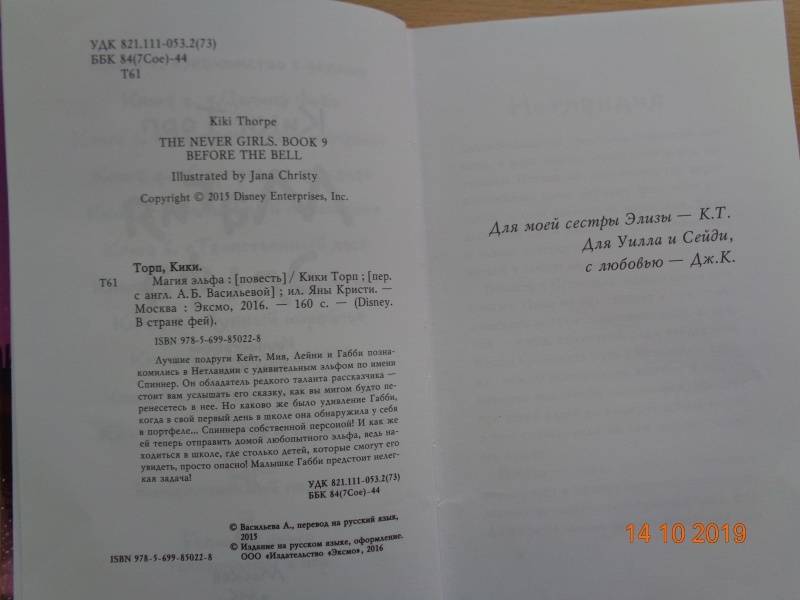 УДК 821.111-053.2(73)
ББК 84(7Сое)-44
Т61
Kiki Thorpe
THE NEVER GIRLS. BOOK 9
BEFORE THE BELL
Illustrated by Jana Christy
Copyright © 2015 Disney Enterprises, Inc.
Торп, Кики.
Т61 Магия эльфа : [повесть] / Кики Торп ; [пер.
с англ. А.Б. Васильевой] ; ил. Яны Кристи. —
Москва : Эксмо, 2016. — 160 с. — (Disney.
В стране фей).
ISBN 978-5-699-85022-8
Лучшие подруги Кейт, Мия, Лейни и Габби позна-
комились в Нетландии с удивительным эльфом по имени
Спиннер. Он обладатель редкого таланта рассказчика —
стоит вам услышать его сказку, как вы мигом будто пе-
ренесетесь в нее. Но каково же было удивление Габби,
когда в свой первый день в школе она обнаружила у себя
в портфеле... Спиннера собственной персоной! И как же
ей теперь отправить домой любопытного эльфа, ведь на-
ходиться в школе, где столько детей, которые смогут его
увидеть, просто опасно! Малышке Габби предстоит нелег-
кая задача!
УДК 821.111-053.2(73)
ББК 84(7Сое)-44
© Васильева А., перевод на русский язык,
2015
© Издание на русском языке, оформление.
ООО «Издательство «Эксмо», 2016
ISBN 978-5-699-85022-8
Для моей сестры Элизы — К.Т.
Для Уилла и Сейди,
с любовью — Дж.К.
14 10 2019